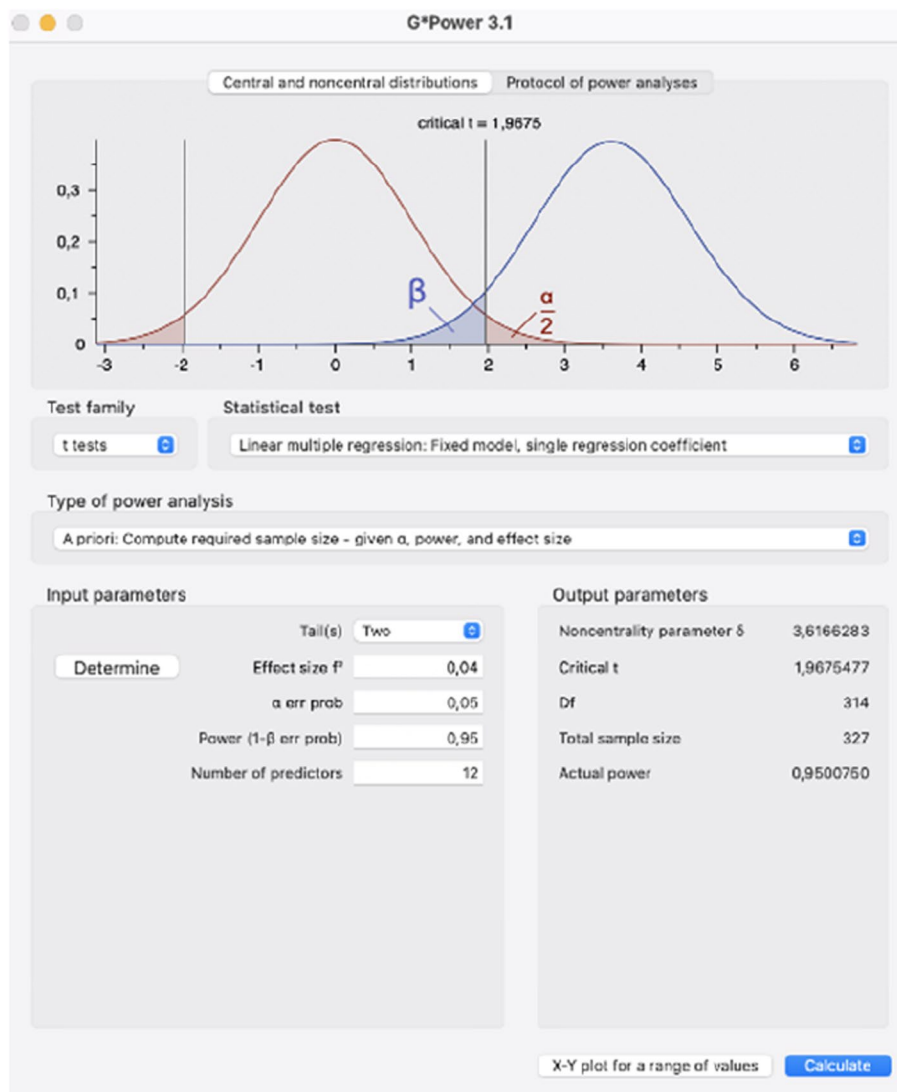 G*Power 3.1
Central and noncentral distributions Protocol of power analyses
critical t = 1,9675
0,3
0,2
0,1
0
β
α
2
-3 -2 -1 0 1 2 3 4 5 6
Test family Statistical test
t tests Linear multiple regression: Fixed model, single regression coefficient
Type of power analysis
A priori: Compute required sample size - given α, power, and effect size
Input parameters Output parameters
Tail(s) Two Noncentrality parameter δ 3,6166283
Determine Effect size f² 0,04 Critical t 1,9675477
α err prob 0,05 Df 314
Power (1-β err prob) 0,95 Total sample size 327
Number of predictors 12 Actual power 0,9500750
X-Y plot for a range of values Calculate